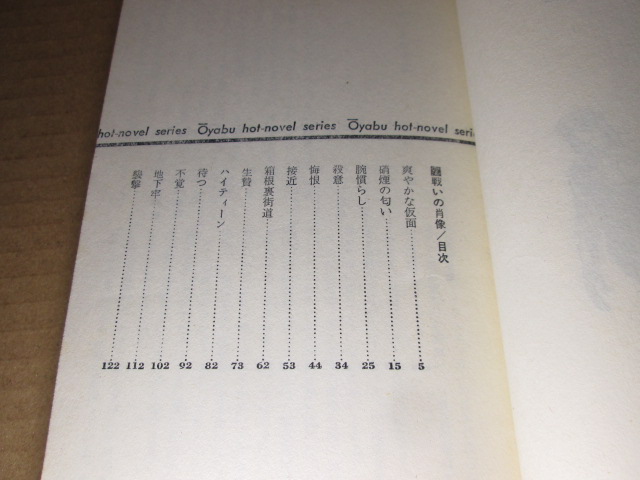 hot-novel series Ōyabu hot-novel series Ōyabu hot-novel serie
戦いの肖像/目次
爽やかな仮面……5
硝煙の匂い……15
腕慣らし……25
殺意……34
悔恨……44
接近……53
箱根裏街道……62
生贄……73
ハイティーン……82
待つ……92
不覚……102
地下牢……112
襲撃……122